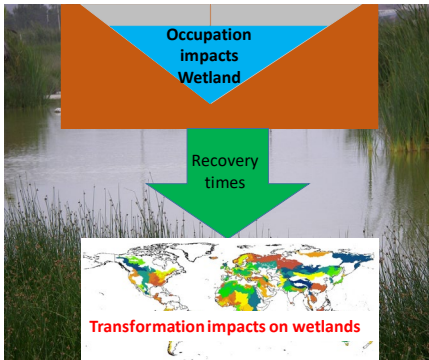 Occupation
impacts
Wetland
Recovery
times
Transformation impacts on wetlands